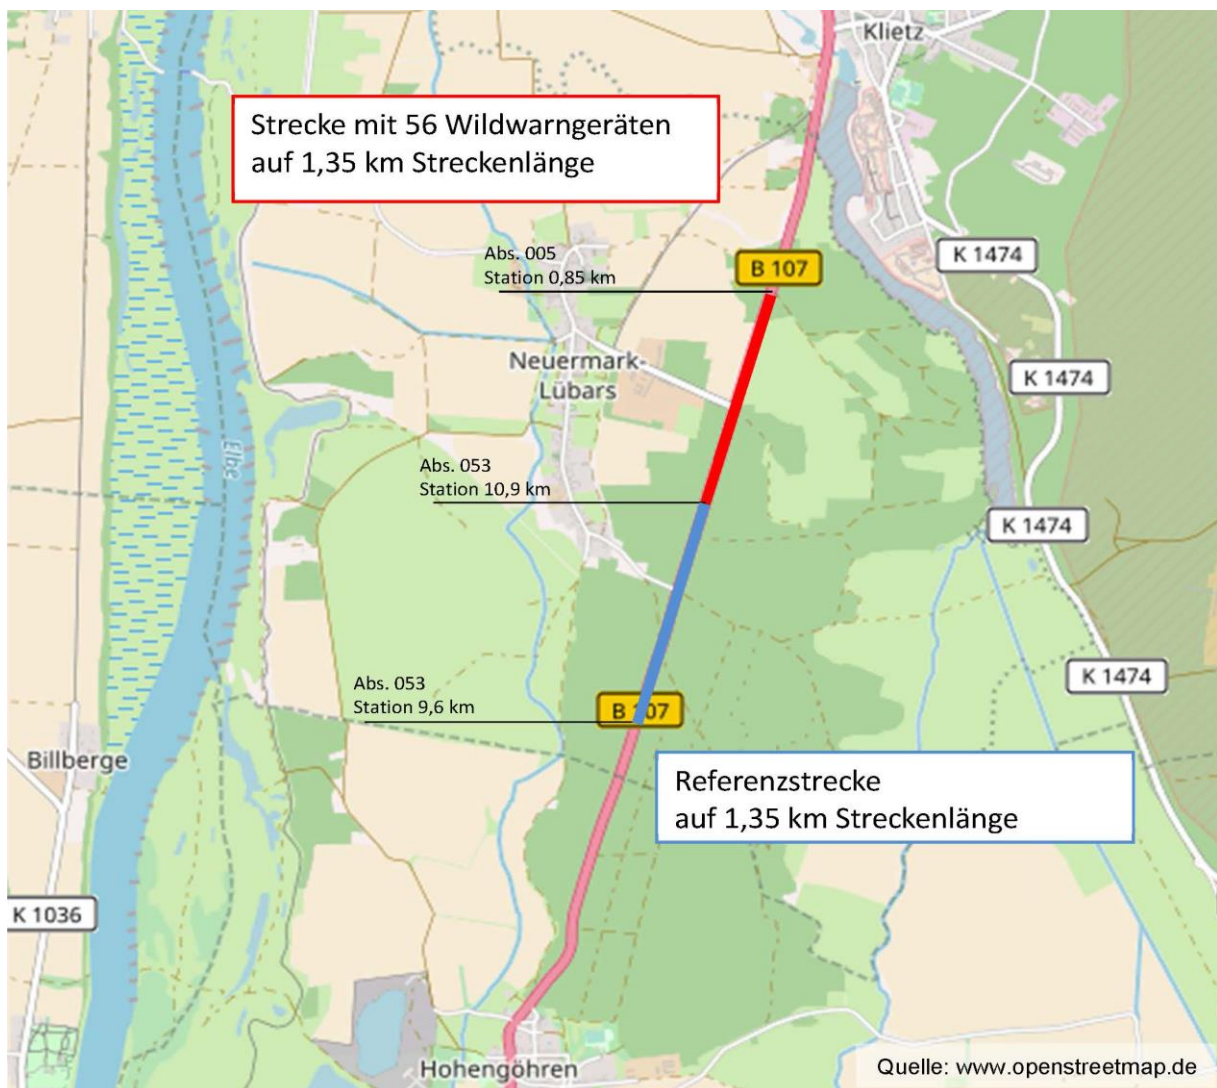 Klietz
Strecke mit 56 Wildwarngeräten
auf 1,35 km Streckenlänge
Abs. 005
Station 0,85 km
B 107
K 1474
Neuermark-
Lübars
K 1474
Elbe
Abs. 053
Station 10,9 km
K 1474
Abs. 053
Station 9,6 km
K 1474
B 107
Billberge
Referenzstrecke
auf 1,35 km Streckenlänge
K 1036
Hohengöhren
Quelle: www.openstreetmap.de